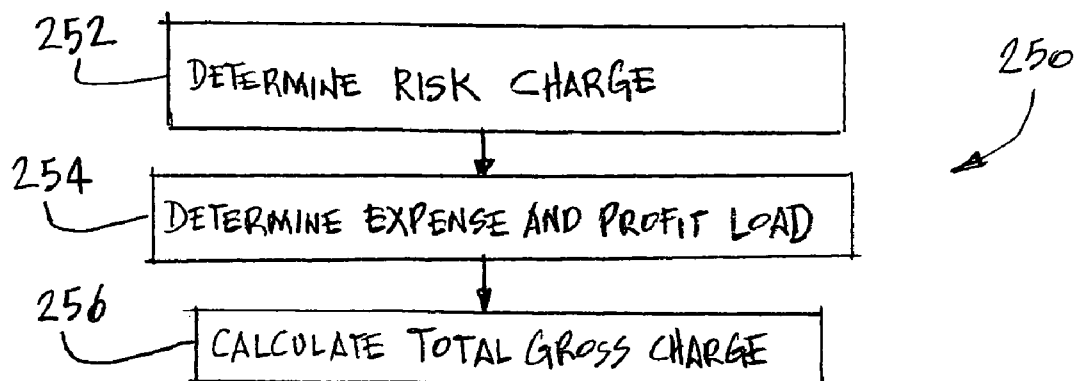 252
DETERMINE RISK CHARGE
250
254
DETERMINE EXPENSE AND PROFIT LOAD
256
CALCULATE TOTAL GROSS CHARGE